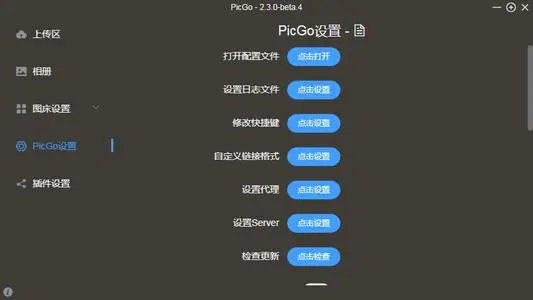 PicGo - 2.3.0-beta.4
上传区
相册
图床设置
PicGo设置
插件设置
PicGo设置 -
打开配置文件 点击打开
设置日志文件 点击设置
修改快捷键 点击设置
自定义链接格式 点击设置
设置代理 点击设置
设置Server 点击设置
检查更新 点击检查